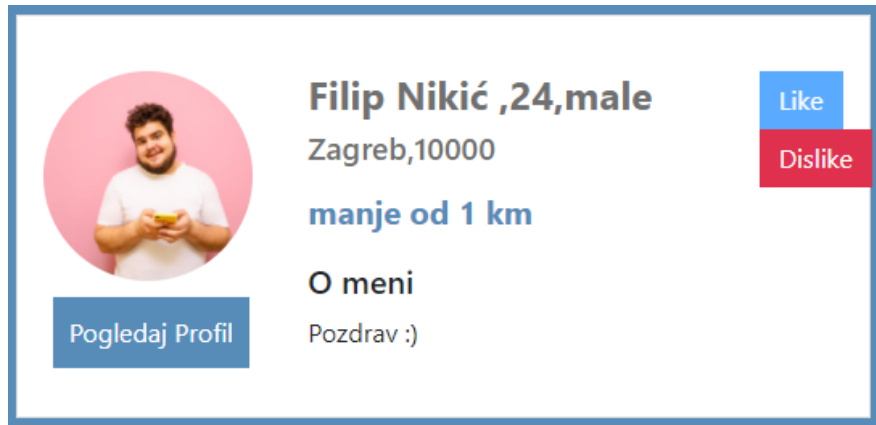 Filip Nikić ,24,male
Zagreb,10000
manje od 1 km
O meni
Pozdrav :)
Pogledaj Profil
Like
Dislike